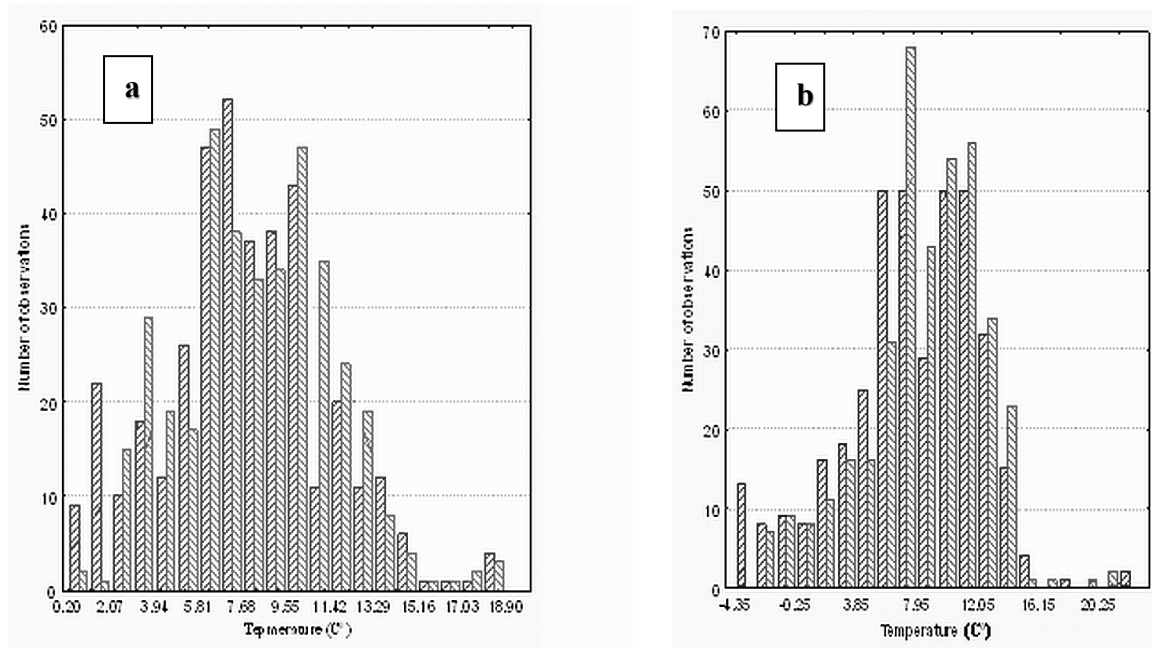 a
60
50
40
30
20
10
0
0.20 2.07 3.94 5.81 7.68 9.55 11.42 13.29 15.16 17.03 18.90
Number of observations
Tepmerature (C°)
b
70
60
50
40
30
20
10
0
-4.35 -0.25 3.85 7.95 12.05 16.15 20.25
Number of observations
Temperature (C°)